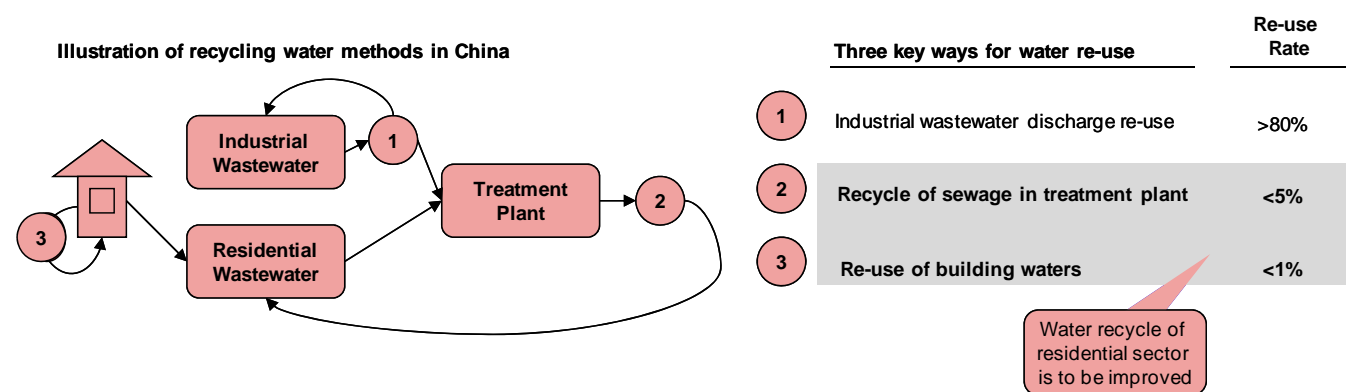 Illustration of recycling water methods in China
Industrial
Wastewater
1
Treatment
Plant
2
3
Residential
Wastewater
Three key ways for water re-use
Re-use
Rate
1
Industrial wastewater discharge re-use
>80%
2
Recycle of sewage in treatment plant
<5%
3
Re-use of building waters
<1%
Water recycle of
residential sector
is to be improved